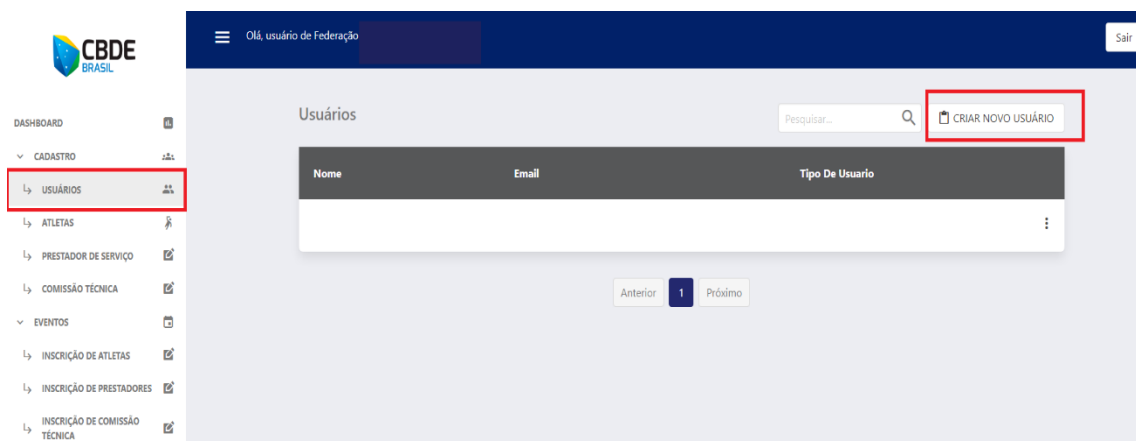 CBDE
BRASIL
Olá, usuário de Federação
Sair
DASHBOARD
CADASTRO
USUÁRIOS
ATLETAS
PRESTADOR DE SERVIÇO
COMISSÃO TÉCNICA
EVENTOS
INSCRIÇÃO DE ATLETAS
INSCRIÇÃO DE PRESTADORES
INSCRIÇÃO DE COMISSÃO
TÉCNICA
Usuários
Pesquisar...
CRIAR NOVO USUÁRIO
Nome Email Tipo De Usuario
Anterior 1 Próximo